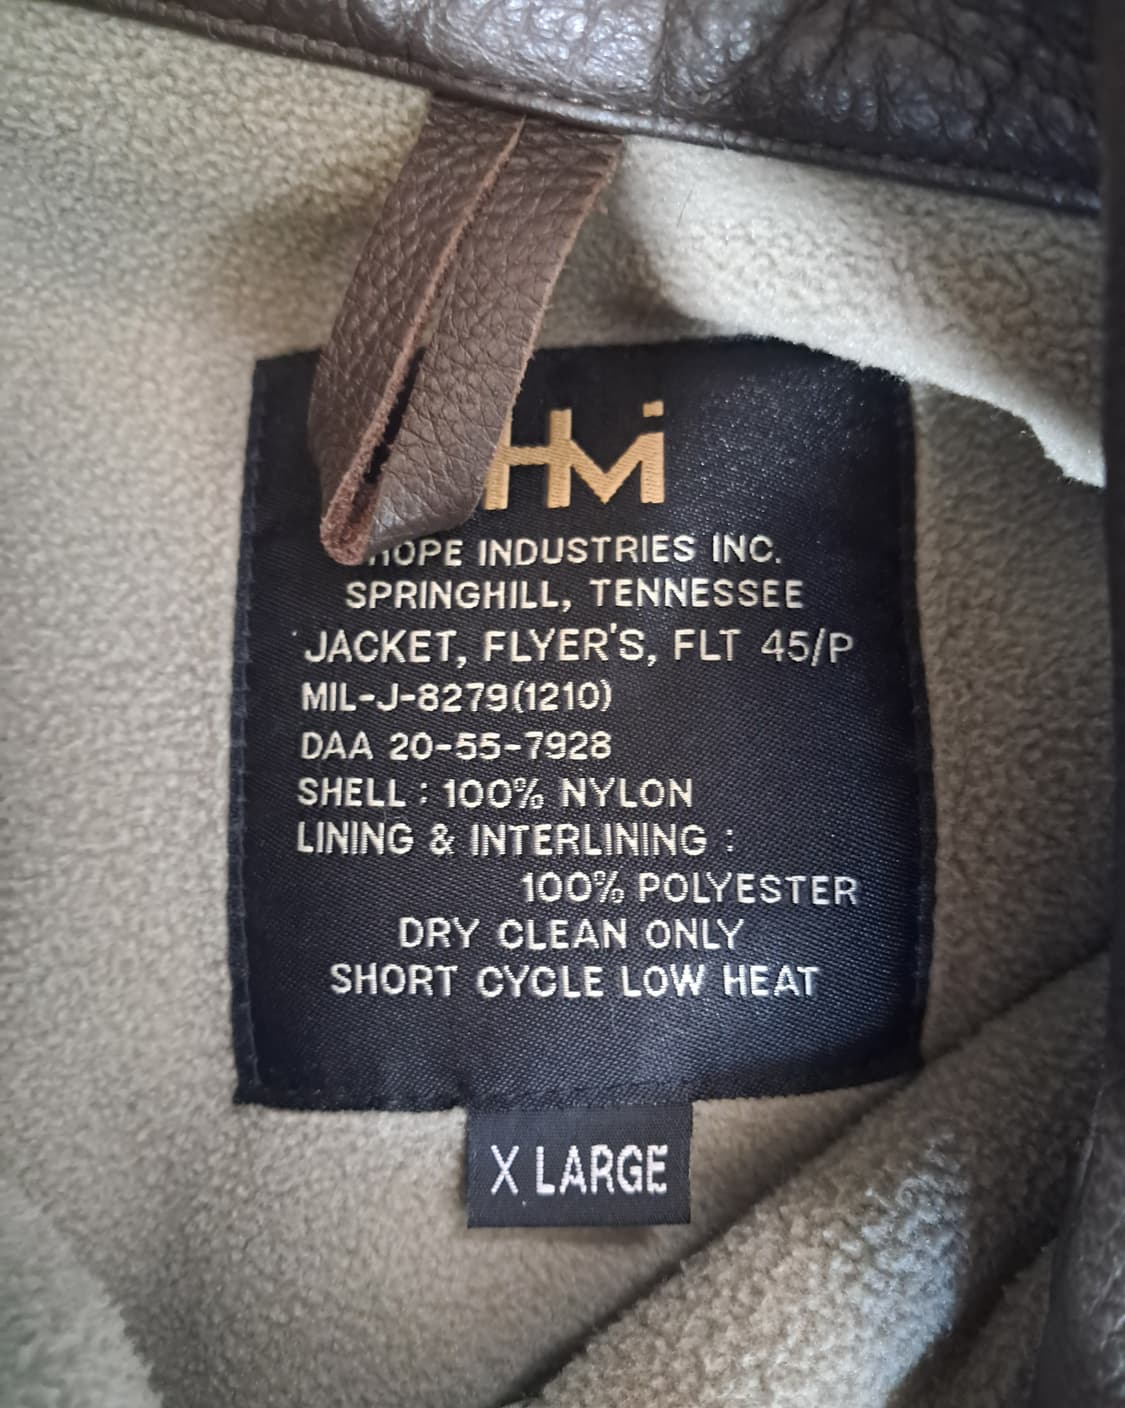 HMi
HOPE INDUSTRIES INC.
SPRINGHILL, TENNESSEE
JACKET, FLYER'S, FLT 45/P
MIL-J-8279(1210)
DAA 20-55-7928
SHELL : 100% NYLON
LINING & INTERLINING :
100% POLYESTER
DRY CLEAN ONLY
SHORT CYCLE LOW HEAT
X LARGE